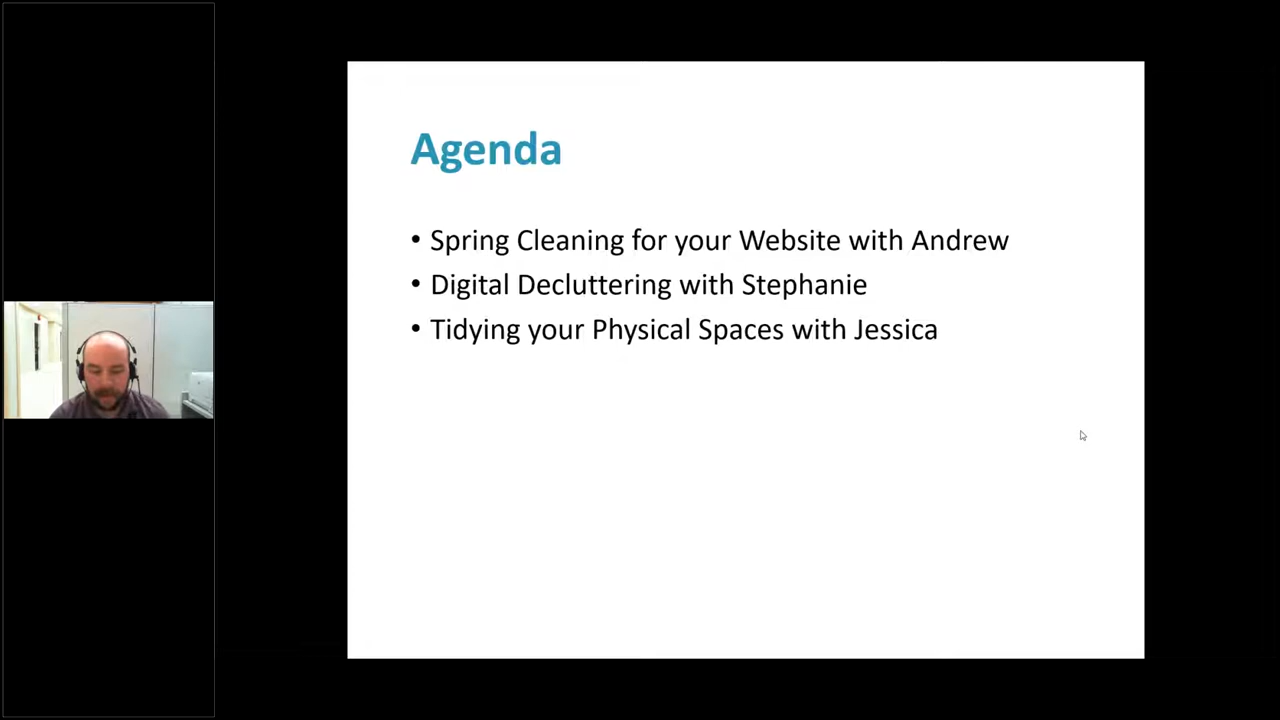 Agenda
• Spring Cleaning for your Website with Andrew
• Digital Decluttering with Stephanie
• Tidying your Physical Spaces with Jessica